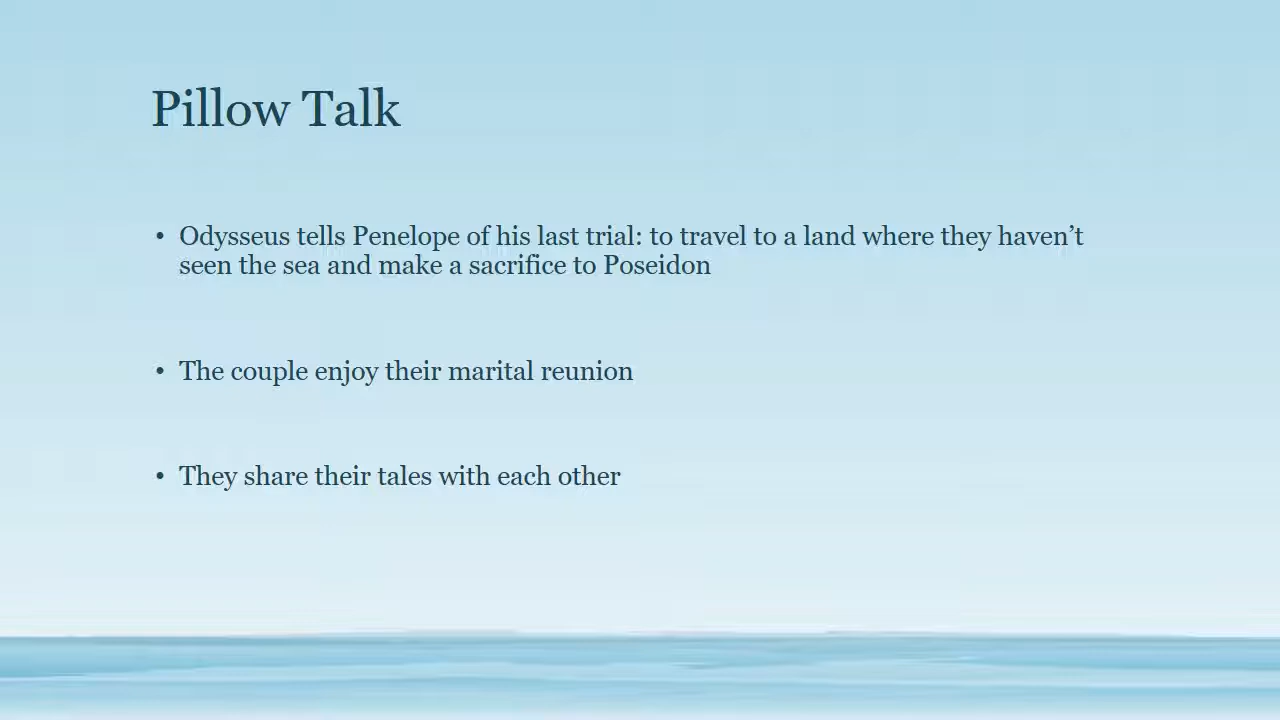 Pillow Talk
• Odysseus tells Penelope of his last trial: to travel to a land where they haven’t
seen the sea and make a sacrifice to Poseidon
• The couple enjoy their marital reunion
• They share their tales with each other